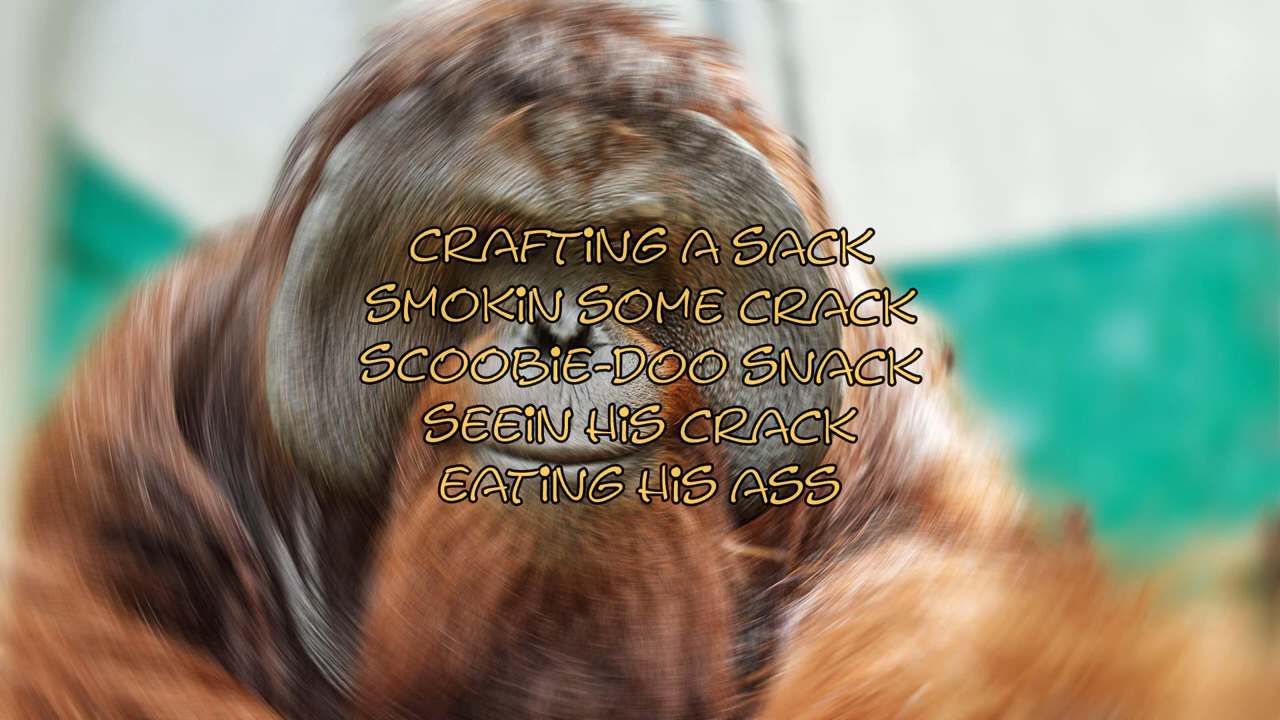 CRAFTiNG A SACK
SMOKiN SOME CRACK
SCOOBiE-DOO SNACK
SEEiN HiS CRACK
EATiNG HiS ASS